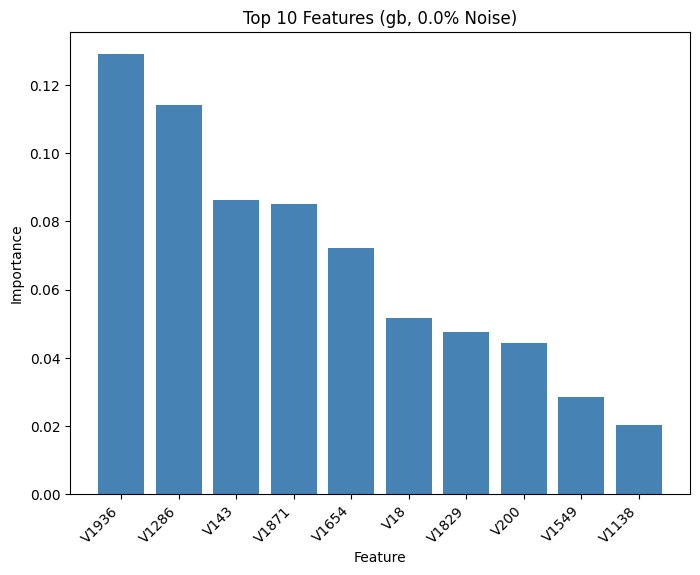 Top 10 Features (gb, 0.0% Noise)
Importance
0.12
0.10
0.08
0.06
0.04
0.02
0.00
V1936
V1286
V143
V1871
V1654
V18
V1829
V200
V1549
V1138
Feature